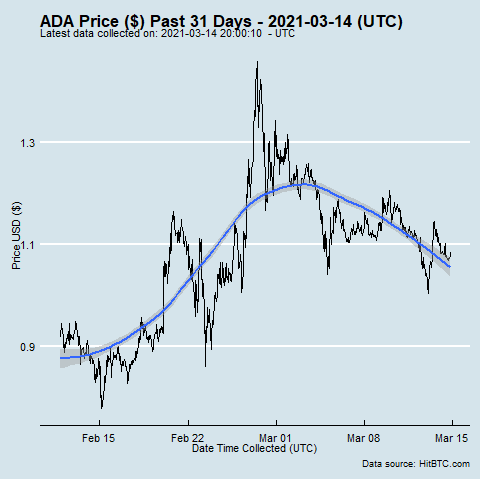 ADA Price ($) Past 31 Days - 2021-03-14 (UTC)
Latest data collected on: 2021-03-14 20:00:10 - UTC
1.3
1.1
0.9
Price USD ($)
Feb 15 Feb 22 Mar 01 Mar 08 Mar 15
Date Time Collected (UTC)
Data source: HitBTC.com